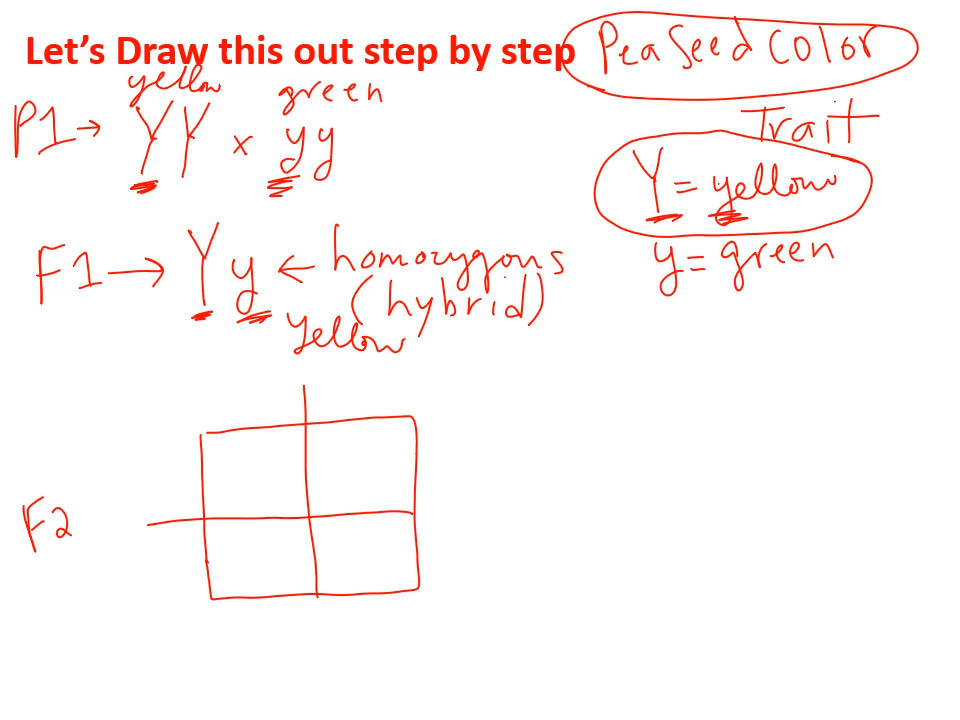 Let's Draw this out step by step
Pea Seed Color
Trait
yellow green
P1→ YY x yy
Y = yellow
y = green
F1→ Yy ← homozygous
(hybrid)
Yellow
F2